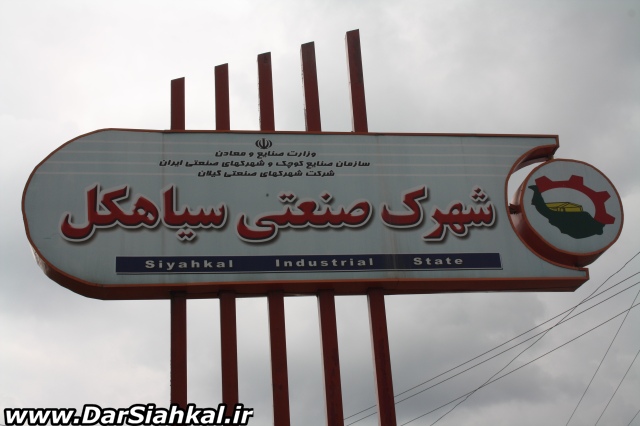 وزارت صنایع و معادن
سازمان صنایع کوچک و شهرکهای صنعتی ایران
شرکت شهرکهای صنعتی گیلان
شهرک صنعتی سیاهکل
Siyahkal Industrial State
www.DarSiahkal.ir